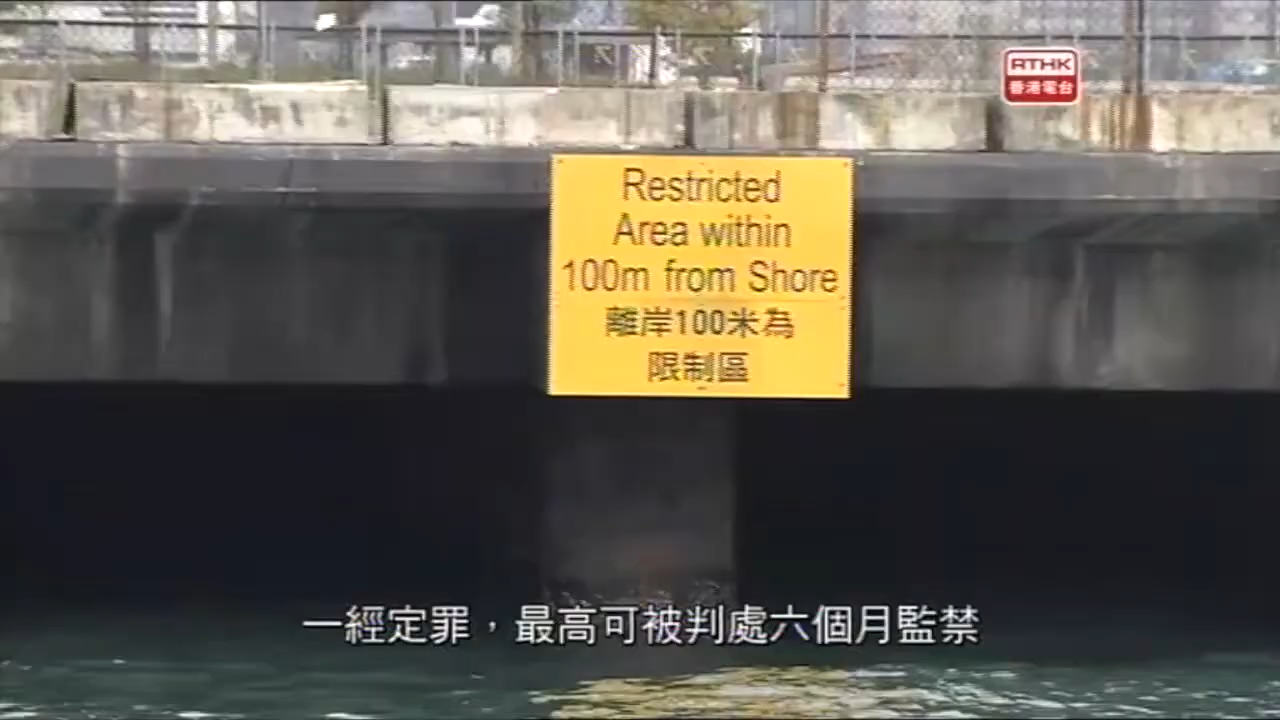 RTHK
香港電台
Restricted
Area within
100m from Shore
離岸100米為
限制區
一經定罪，最高可被判處六個月監禁